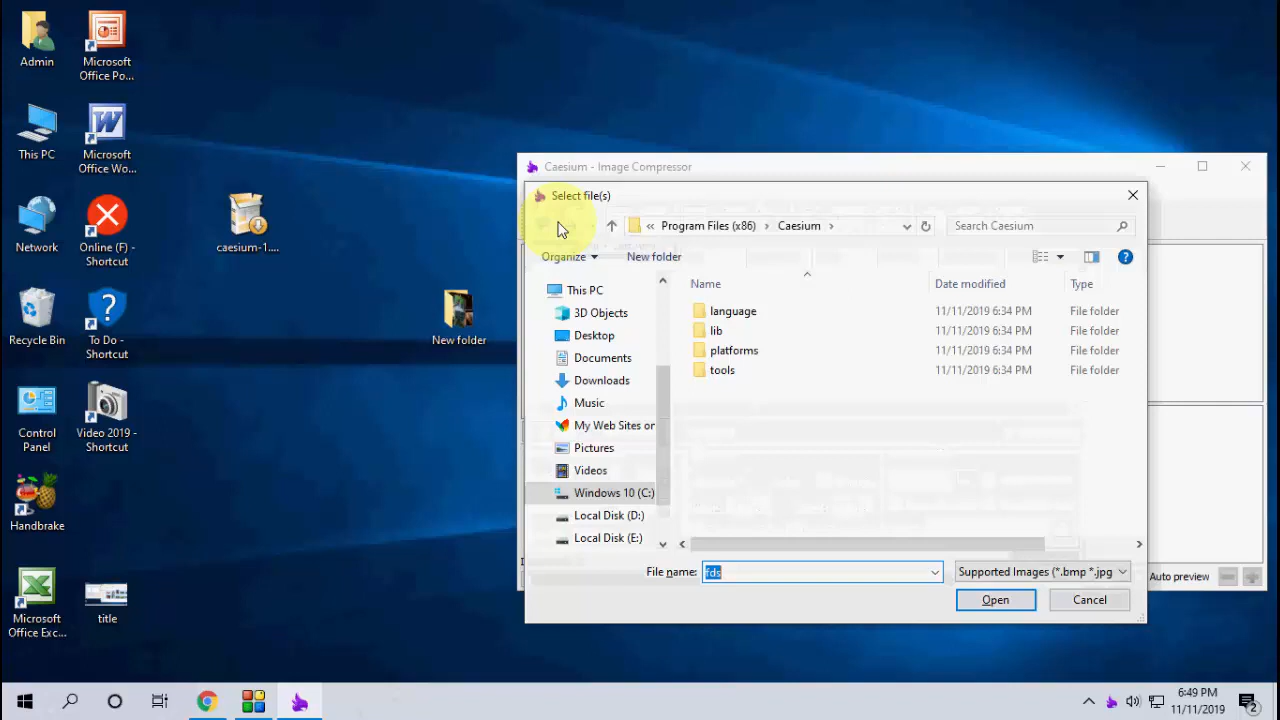 Admin
Microsoft
Office Po...
This PC
Microsoft
Office Wo...
Network
Online (F) -
Shortcut
caesium-1....
Recycle Bin
To Do -
Shortcut
New folder
Control
Panel
Video 2019 -
Shortcut
Handbrake
Microsoft
Office Exc...
title
Caesium - Image Compressor
Select file(s)
« Program Files (x86) › Caesium ›
Search Caesium
Organize
New folder
This PC
3D Objects
Desktop
Documents
Downloads
Music
My Web Sites on
Pictures
Videos
Windows 10 (C:)
Local Disk (D:)
Local Disk (E:)
Name Date modified Type
language 11/11/2019 6:34 PM File folder
lib 11/11/2019 6:34 PM File folder
platforms 11/11/2019 6:34 PM File folder
tools 11/11/2019 6:34 PM File folder
File name: fds
Supported Images (*.bmp *.jpg
Open
Cancel
Auto preview
6:49 PM
11/11/2019
2